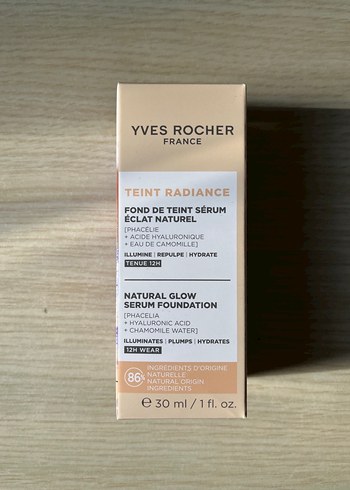 YVES ROCHER
FRANCE
TEINT RADIANCE
FOND DE TEINT SÉRUM
ÉCLAT NATUREL
[PHACÉLIE
+ ACIDE HYALURONIQUE
+ EAU DE CAMOMILLE]
ILLUMINE | REPULPE | HYDRATE
TENUE 12H
NATURAL GLOW
SERUM FOUNDATION
[PHACELIA
+ HYALURONIC ACID
+ CHAMOMILE WATER]
ILLUMINATES | PLUMPS | HYDRATES
12H WEAR
86%
INGRÉDIENTS D'ORIGINE
NATURELLE
NATURAL ORIGIN
INGREDIENTS
℮ 30 ml / 1 fl. oz.